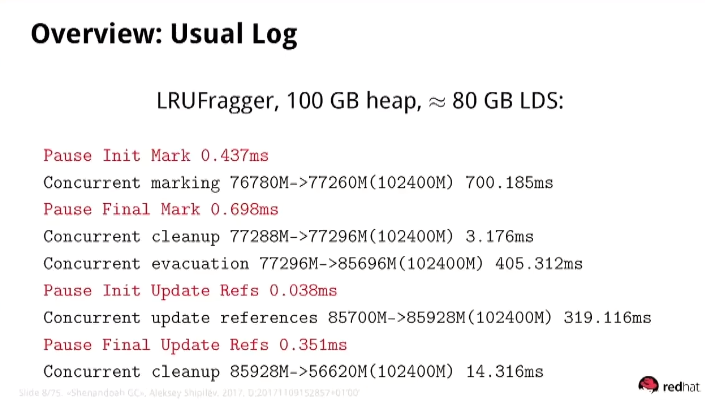 Overview: Usual Log
LRUFragger, 100 GB heap, ≈ 80 GB LDS:
Pause Init Mark 0.437ms
Concurrent marking 76780M->77260M(102400M) 700.185ms
Pause Final Mark 0.698ms
Concurrent cleanup 77288M->77296M(102400M) 3.176ms
Concurrent evacuation 77296M->85696M(102400M) 405.312ms
Pause Init Update Refs 0.038ms
Concurrent update references 85700M->85928M(102400M) 319.116ms
Pause Final Update Refs 0.351ms
Concurrent cleanup 85928M->56620M(102400M) 14.316ms
Slide 8/75. «Shenandoah GC», Aleksey Shipilëv, 2017, D:20171109152857+01'00'
redhat